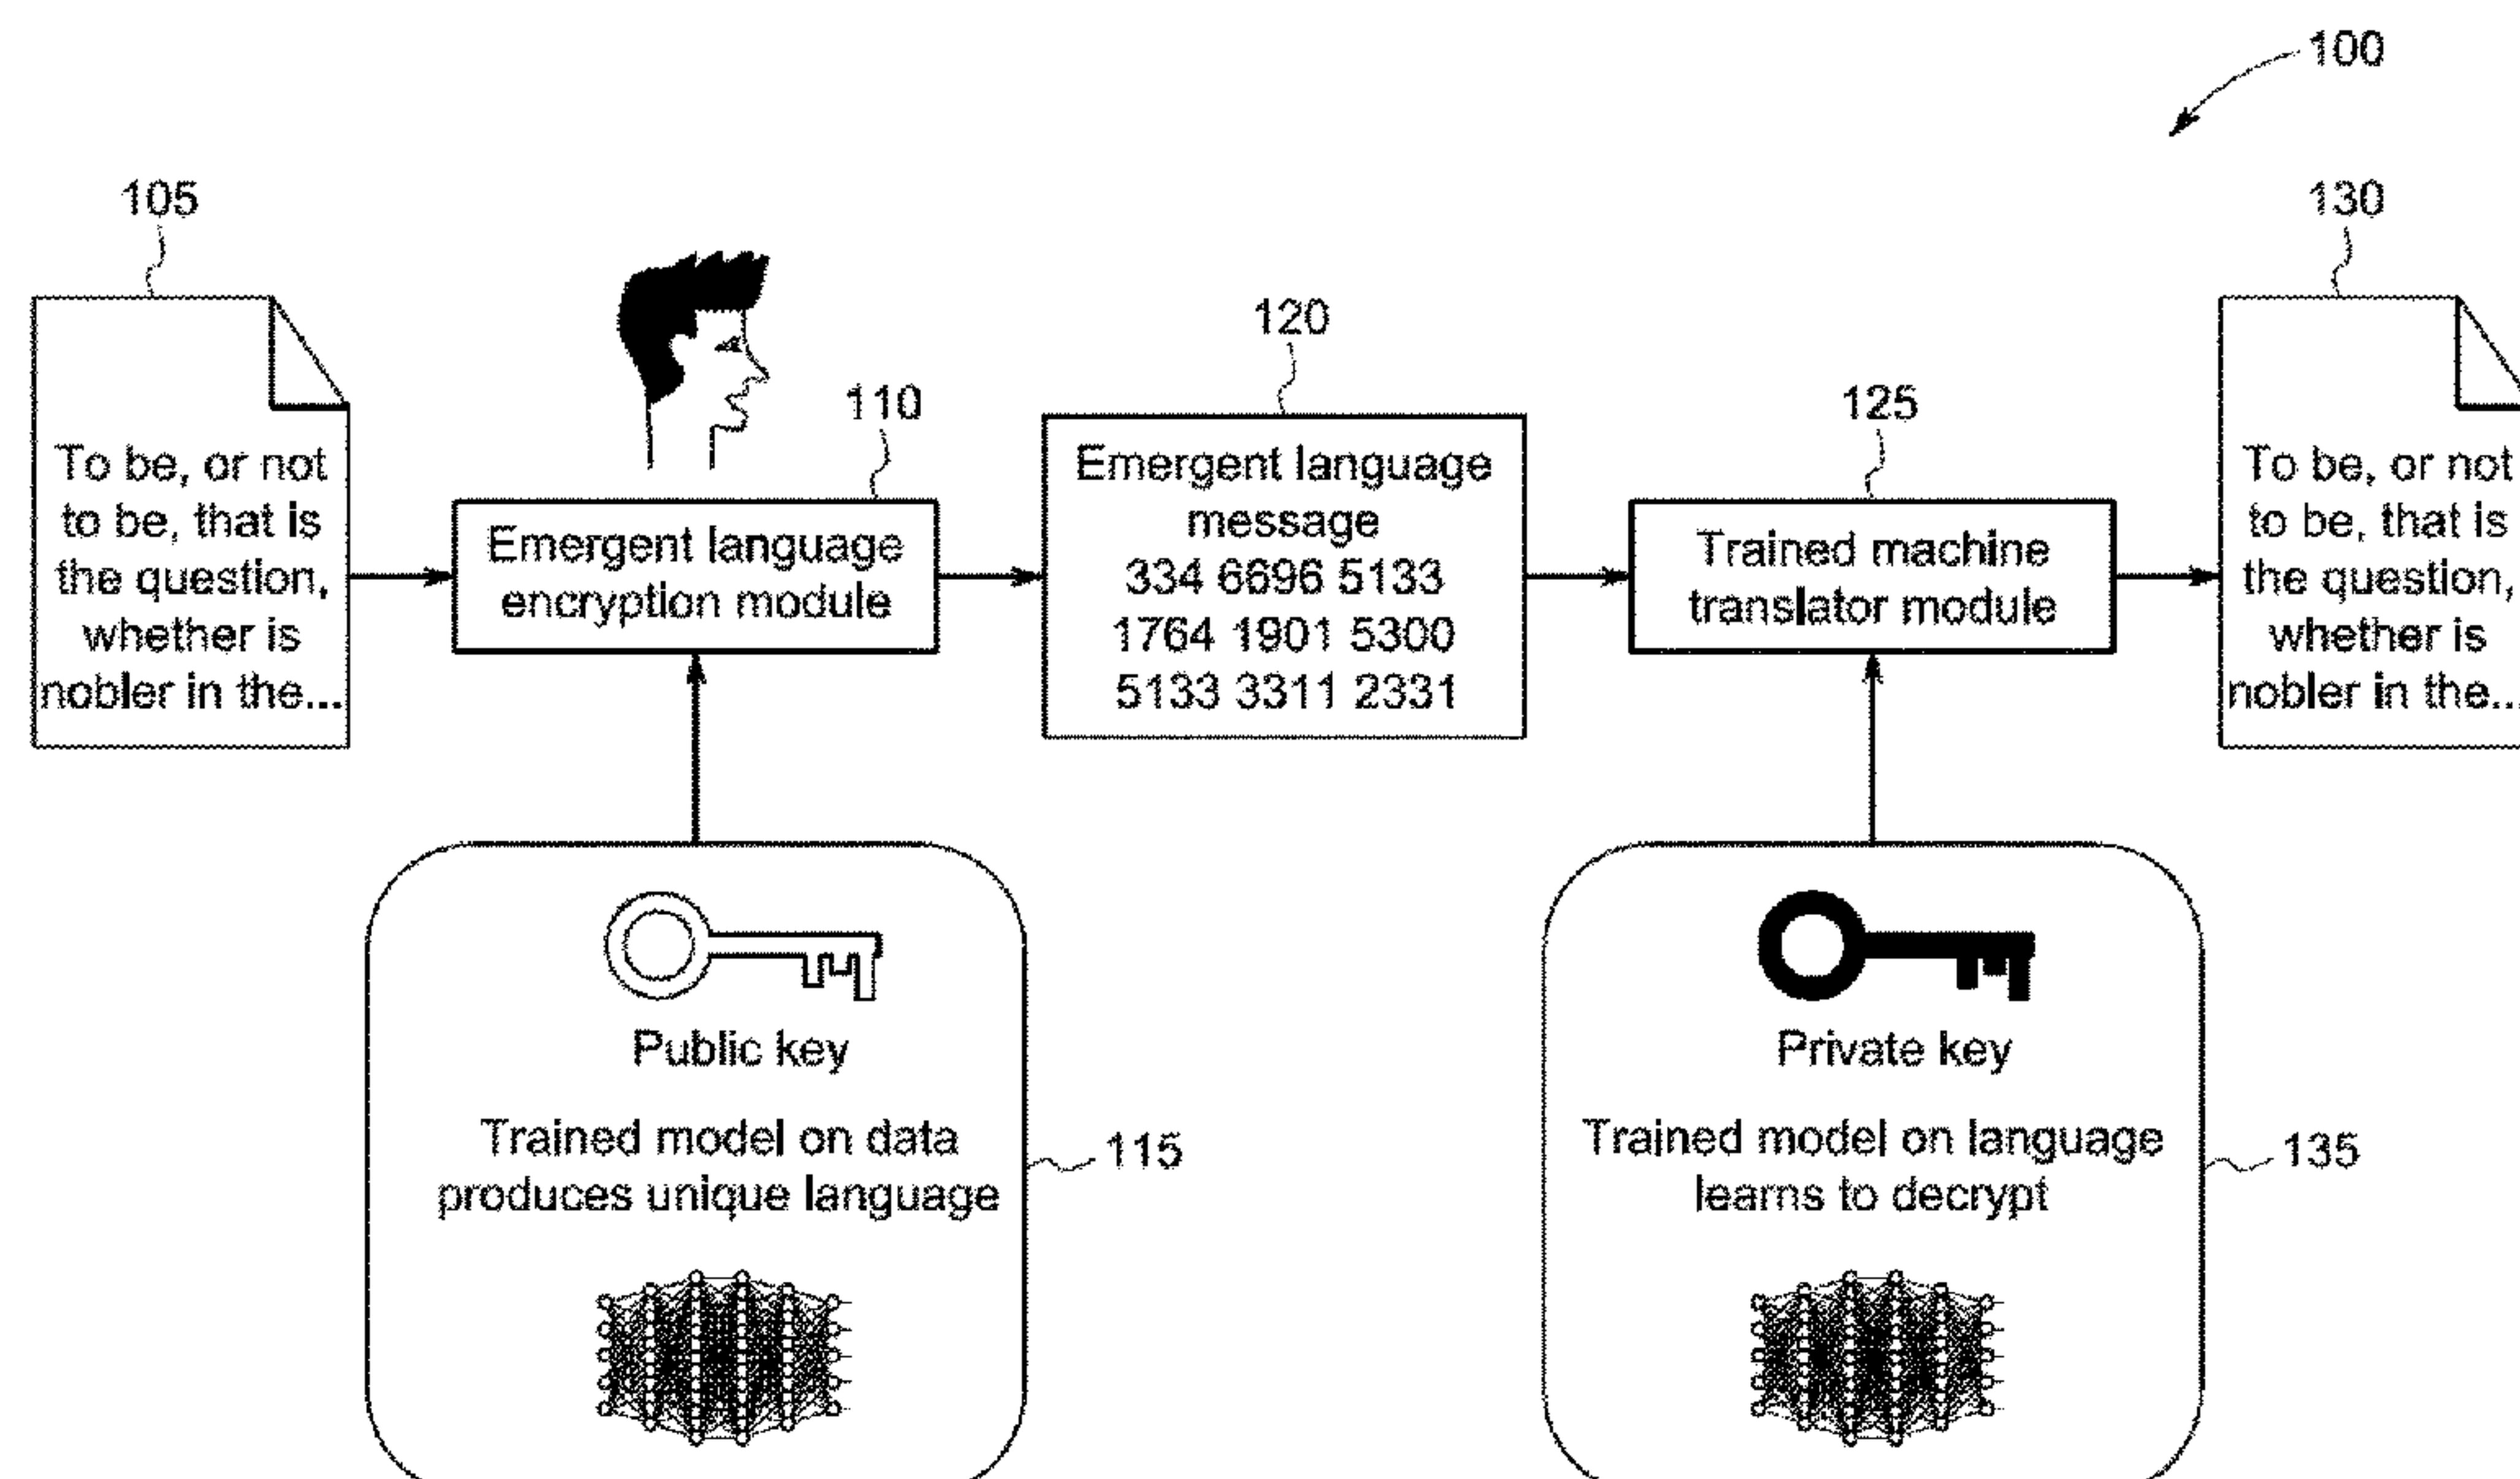 100
105
To be, or not
to be, that is
the question,
whether is
nobler in the...
110
Emergent language
encryption module
120
Emergent language
message
334 6696 5133
1764 1901 5300
5133 3311 2331
125
Trained machine
translator module
130
To be, or not
to be, that is
the question,
whether is
nobler in the...
Public key
Trained model on data
produces unique language
115
Private key
Trained model on language
learns to decrypt
135